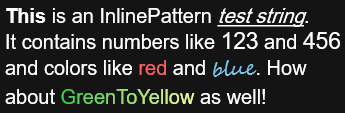 This is an InlinePattern test string.
It contains numbers like 123 and 456
and colors like red and blue. How
about GreenToYellow as well!